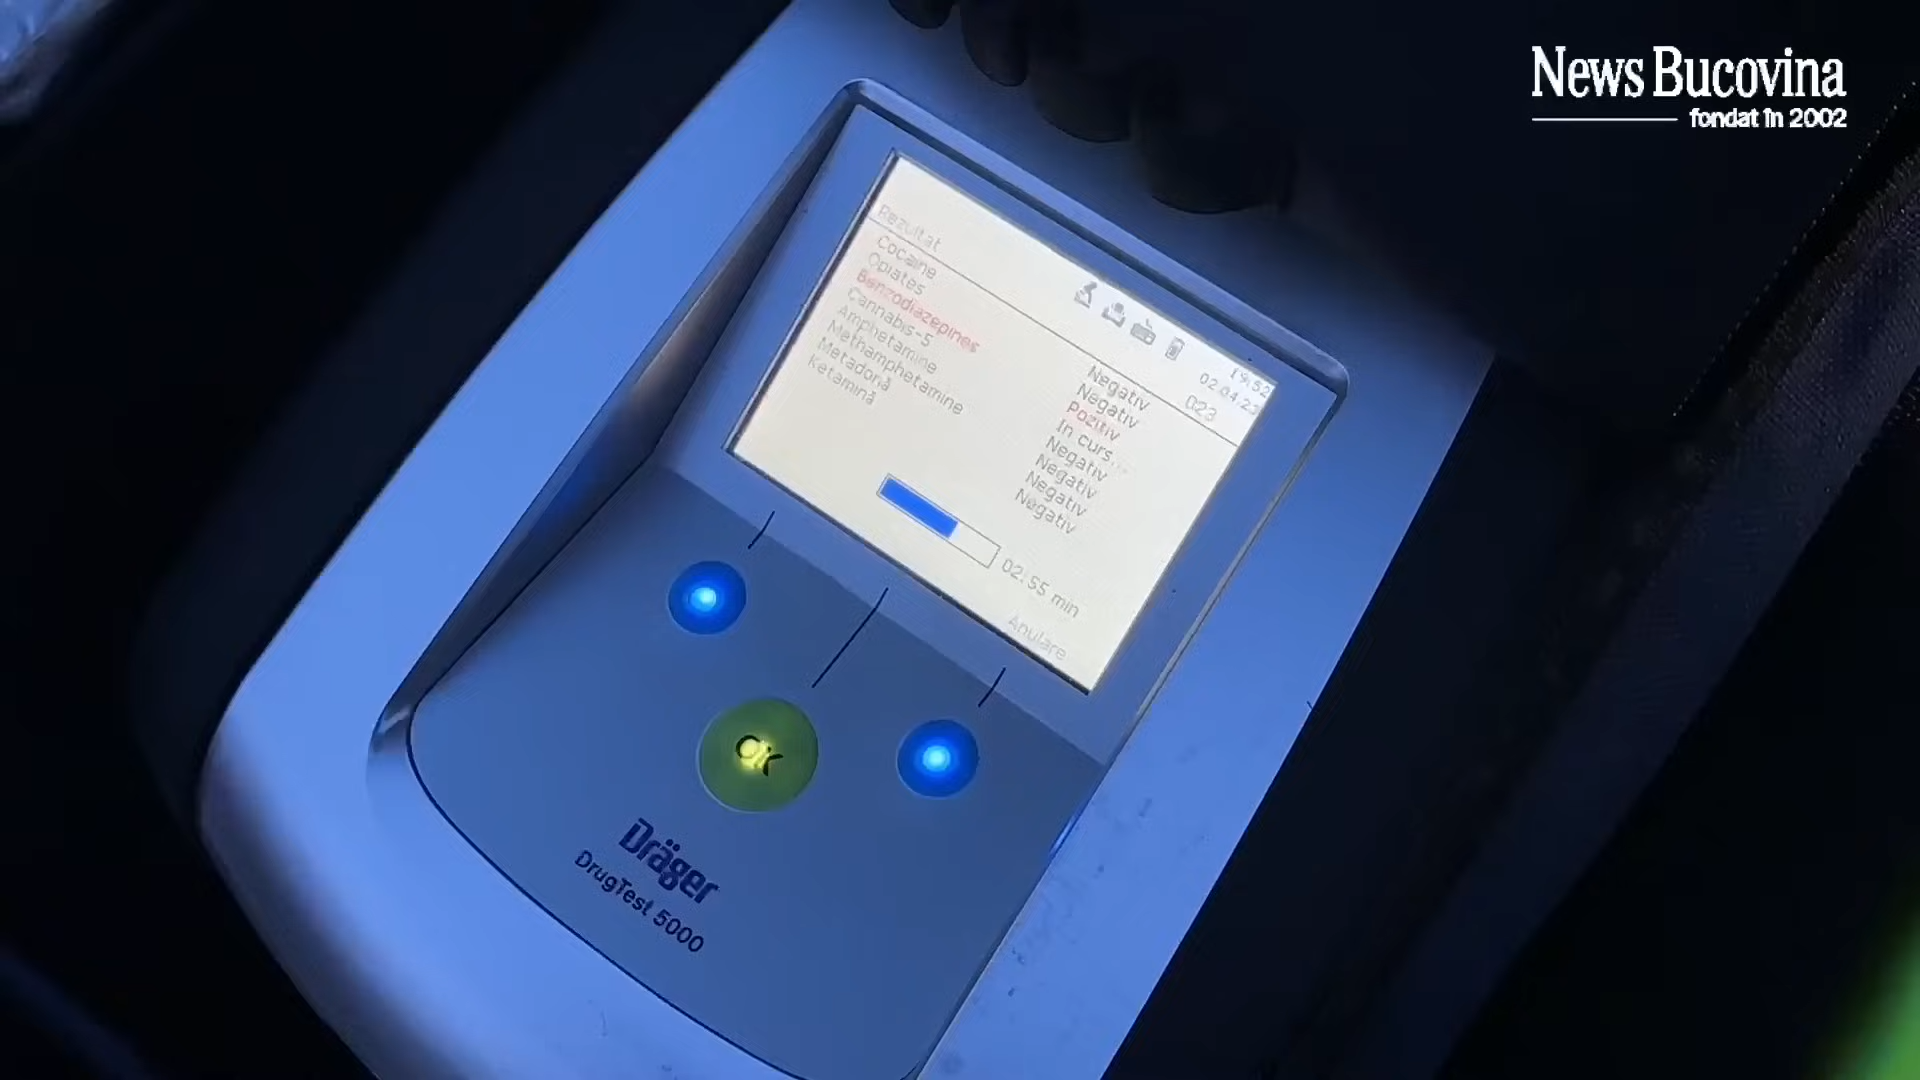 News Bucovina
fondat în 2002
19:52
02.04.23
Rezultat 023
Cocaine Negativ
Opiates Negativ
Benzodiazepines Pozitiv
Cannabis-5 In curs...
Amphetamine Negativ
Methamphetamine Negativ
Metadonă Negativ
Ketamină Negativ
02:55 min
Anulare
OK
Dräger
DrugTest 5000